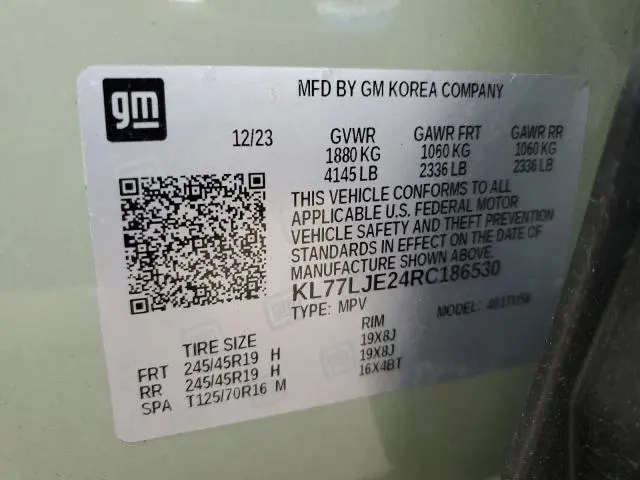 gm
MFD BY GM KOREA COMPANY
12/23 GVWR GAWR FRT GAWR RR
1880 KG 1060 KG 1060 KG
4145 LB 2336 LB 2336 LB
THIS VEHICLE CONFORMS TO ALL
APPLICABLE U.S. FEDERAL MOTOR
VEHICLE SAFETY AND THEFT PREVENTION
STANDARDS IN EFFECT ON THE DATE OF
MANUFACTURE SHOWN ABOVE.
KL77LJE24RC186530
TYPE: MPV MODEL:
TIRE SIZE RIM
FRT 245/45R19 H 19X8J
RR 245/45R19 H 19X8J
SPA T125/70R16 M 16X4BT